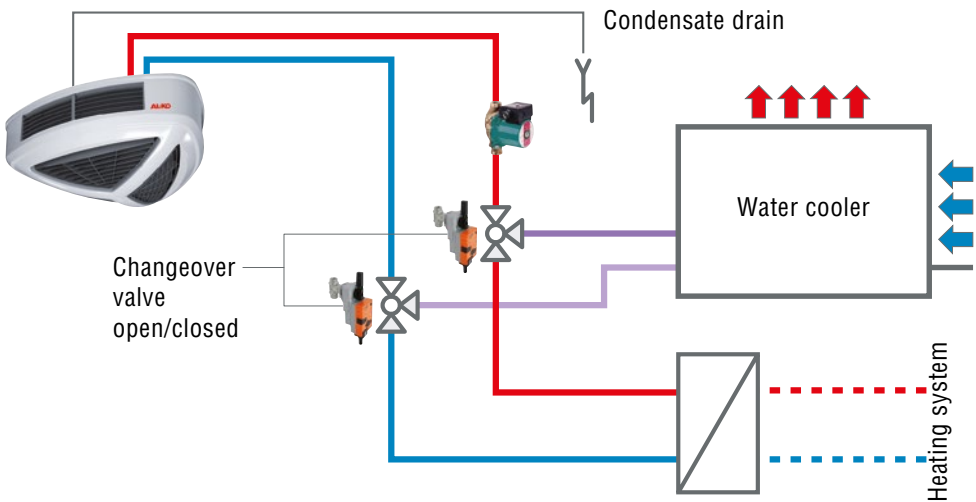 Condensate drain
AL-KO
Water cooler
Changeover
valve
open/closed
Heating system